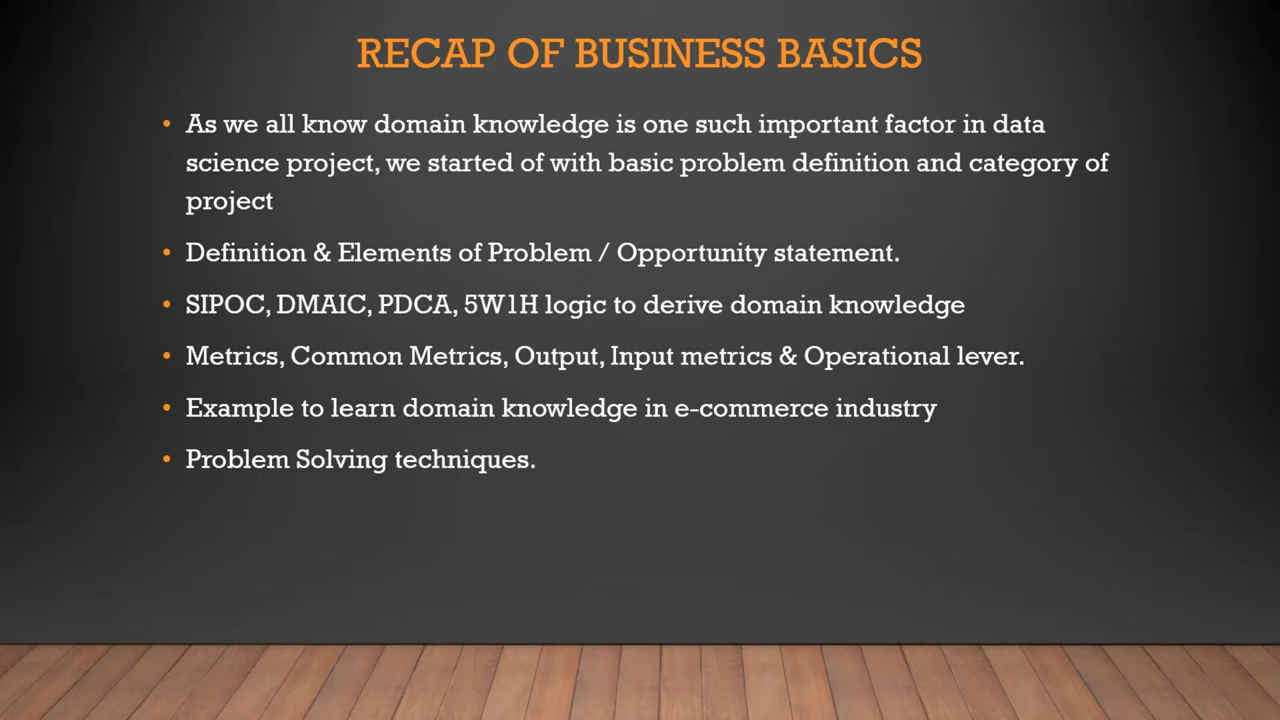 RECAP OF BUSINESS BASICS
• As we all know domain knowledge is one such important factor in data
science project, we started of with basic problem definition and category of
project
• Definition & Elements of Problem / Opportunity statement.
• SIPOC, DMAIC, PDCA, 5W1H logic to derive domain knowledge
• Metrics, Common Metrics, Output, Input metrics & Operational lever.
• Example to learn domain knowledge in e-commerce industry
• Problem Solving techniques.